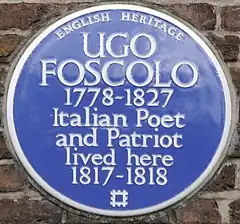 ENGLISH HERITAGE
UGO
FOSCOLO
1778-1827
Italian Poet
and Patriot
lived here
1817-1818